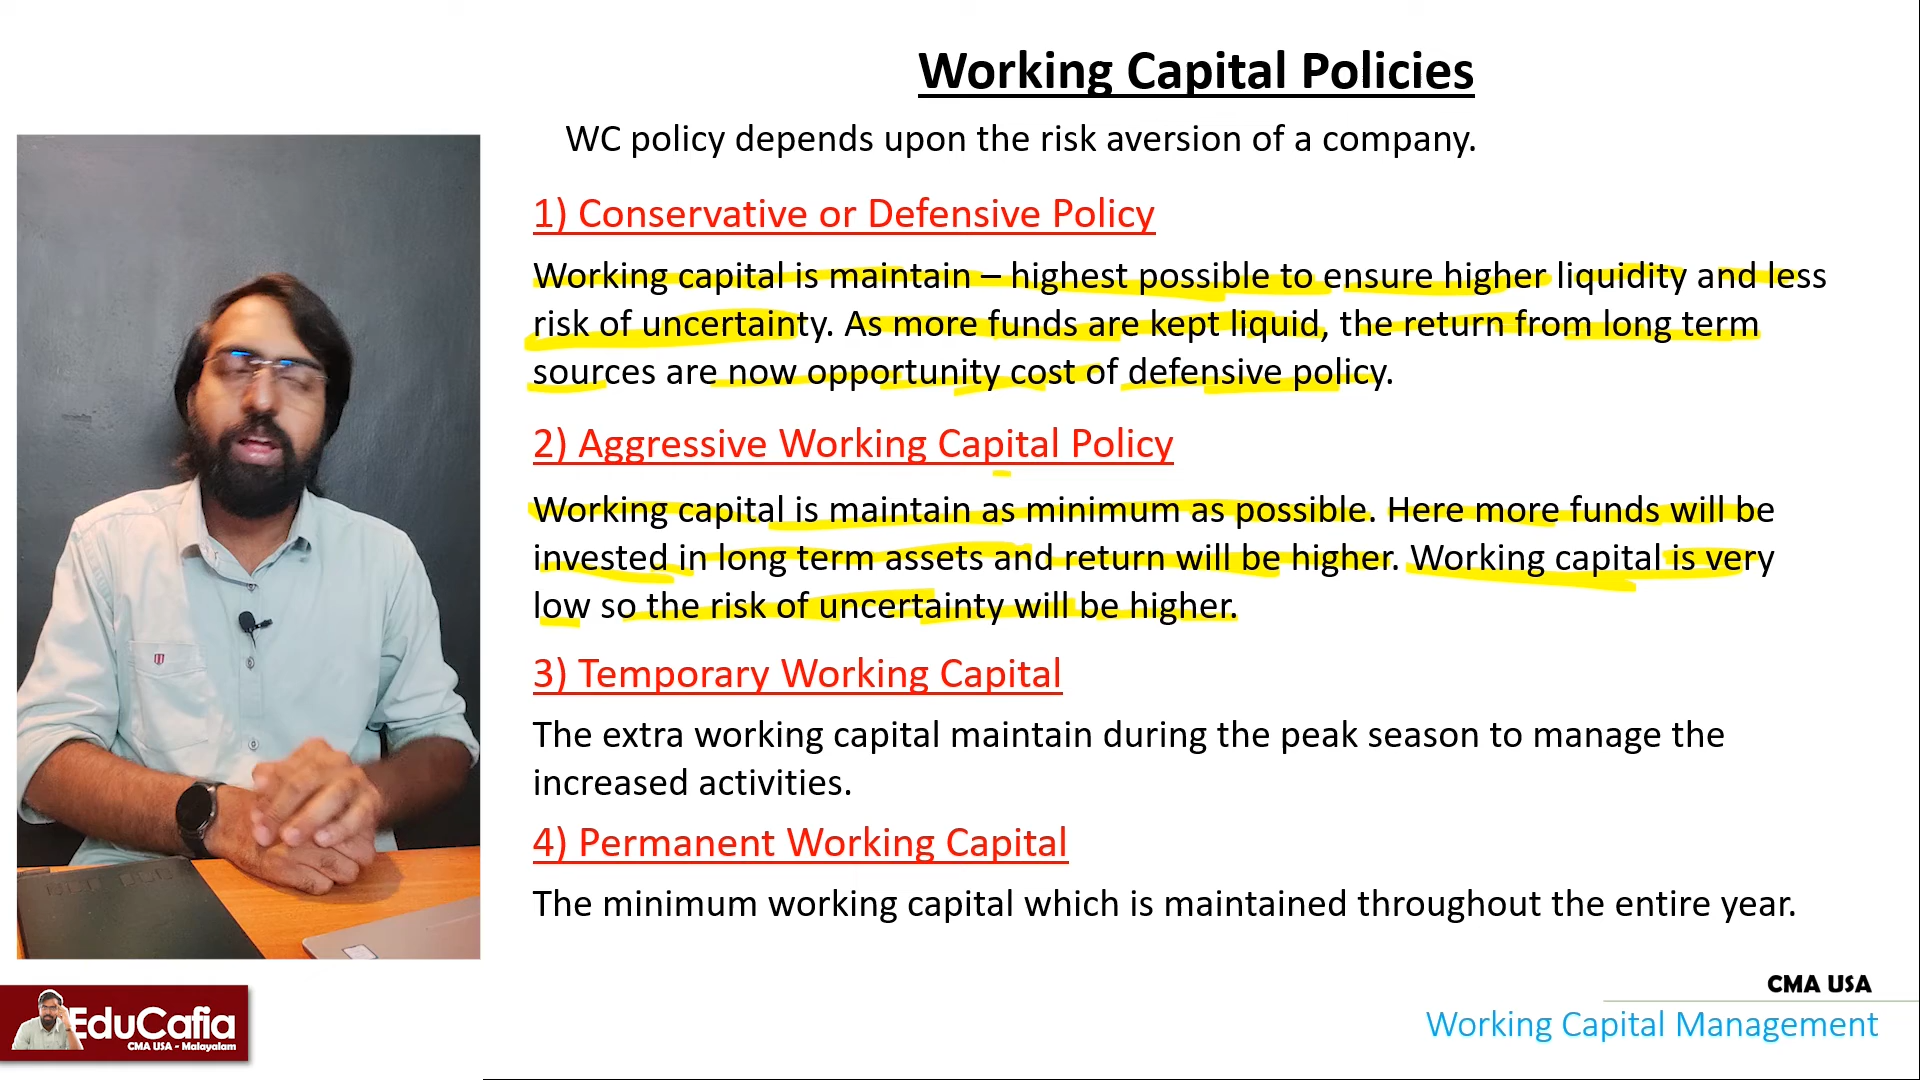 Working Capital Policies
WC policy depends upon the risk aversion of a company.
1) Conservative or Defensive Policy
Working capital is maintain – highest possible to ensure higher liquidity and less
risk of uncertainty. As more funds are kept liquid, the return from long term
sources are now opportunity cost of defensive policy.
2) Aggressive Working Capital Policy
Working capital is maintain as minimum as possible. Here more funds will be
invested in long term assets and return will be higher. Working capital is very
low so the risk of uncertainty will be higher.
3) Temporary Working Capital
The extra working capital maintain during the peak season to manage the
increased activities.
4) Permanent Working Capital
The minimum working capital which is maintained throughout the entire year.
CMA USA
Working Capital Management
EduCafia
CMA USA - Malayalam